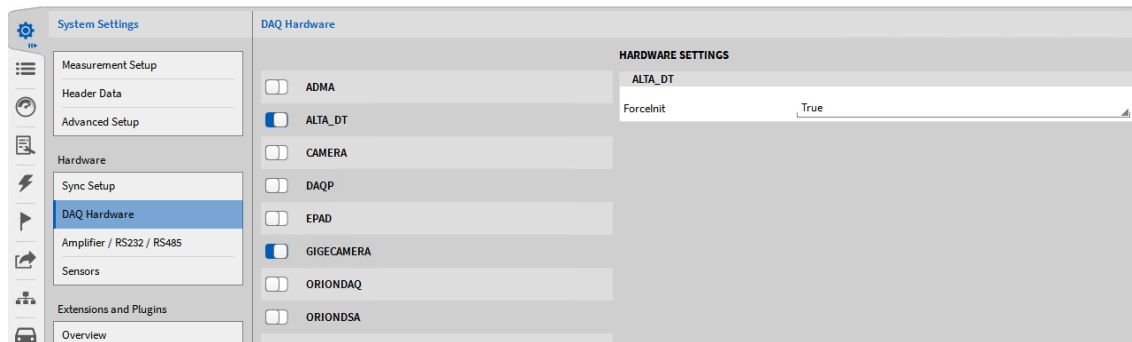 System Settings
Measurement Setup
Header Data
Advanced Setup
Hardware
Sync Setup
DAQ Hardware
Amplifier / RS232 / RS485
Sensors
Extensions and Plugins
Overview
DAQ Hardware
ADMA
ALTA_DT
CAMERA
DAQP
EPAD
GIGECAMERA
ORIONDAQ
ORIONDSA
HARDWARE SETTINGS
ALTA_DT
ForceInit True